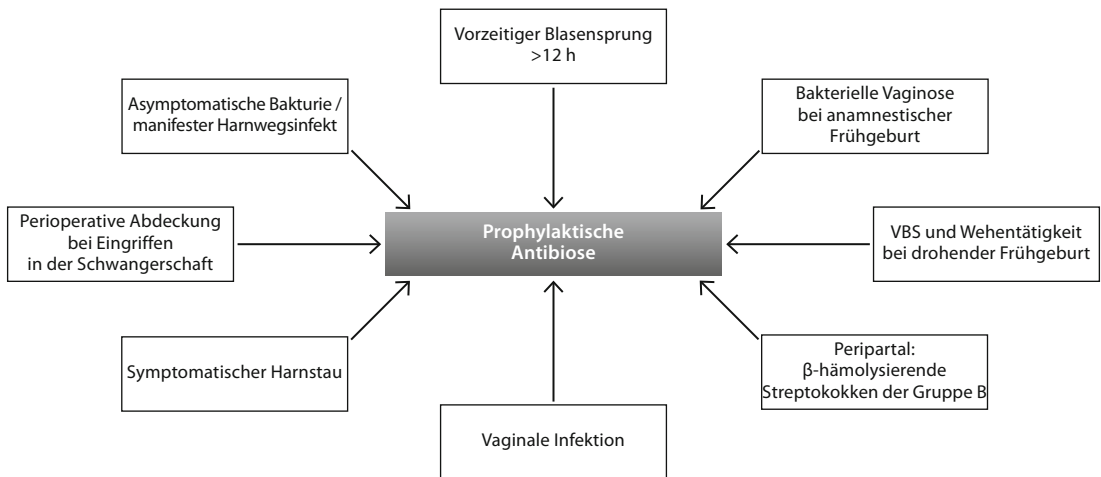 Vorzeitiger Blasensprung
>12 h
Asymptomatische Bakturie /
manifester Harnwegsinfekt
Bakterielle Vaginose
bei anamnestischer
Frühgeburt
Perioperative Abdeckung
bei Eingriffen
in der Schwangerschaft
Prophylaktische
Antibiose
VBS und Wehentätigkeit
bei drohender Frühgeburt
Symptomatischer Harnstau
Peripartal:
β-hämolysierende
Streptokokken der Gruppe B
Vaginale Infektion